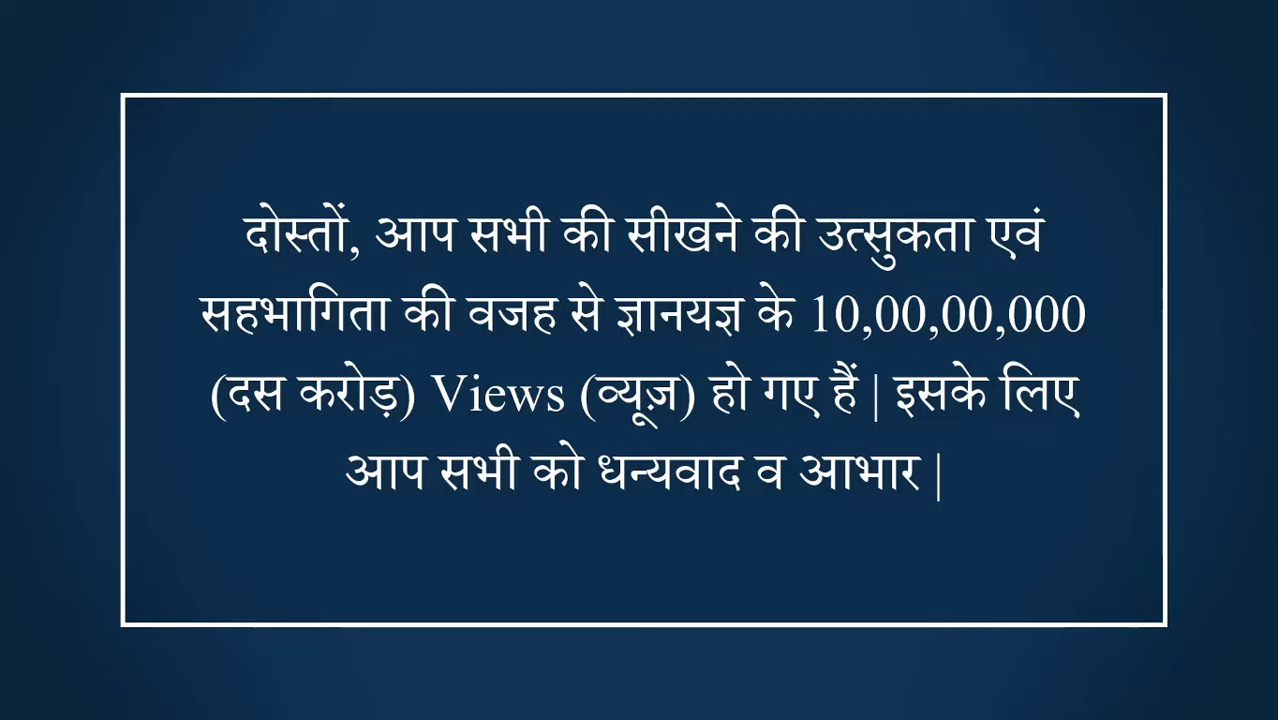 दोस्तों, आप सभी की सीखने की उत्सुकता एवं
सहभागिता की वजह से ज्ञानयज्ञ के 10,00,00,000
(दस करोड़) Views (व्यूज़) हो गए हैं | इसके लिए
आप सभी को धन्यवाद व आभार |